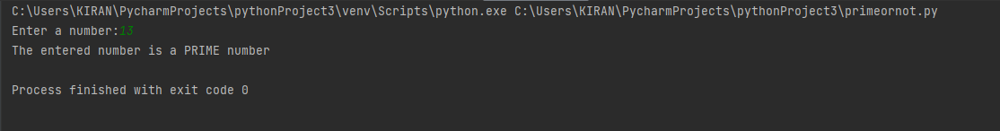 C:\Users\KIRAN\PycharmProjects\pythonProject3\venv\Scripts\python.exe C:\Users\KIRAN\PycharmProjects\pythonProject3\primeornot.py
Enter a number:13
The entered number is a PRIME number
Process finished with exit code 0